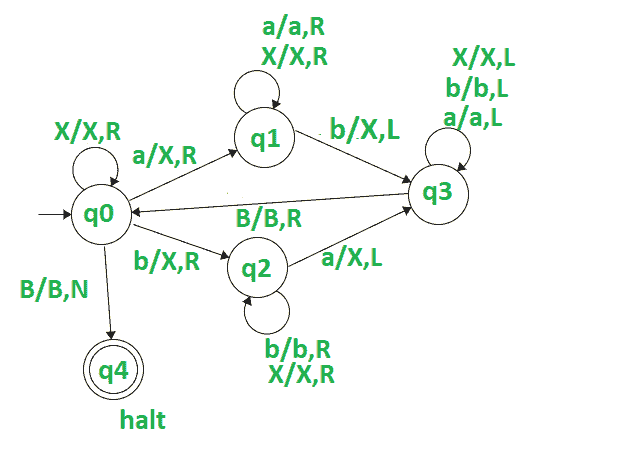 a/a,R
X/X,R
X/X,L
b/b,L
a/a,L
X/X,R
a/X,R
q1
b/X,L
q3
q0
B/B,R
b/X,R
q2
a/X,L
B/B,N
b/b,R
X/X,R
q4
halt